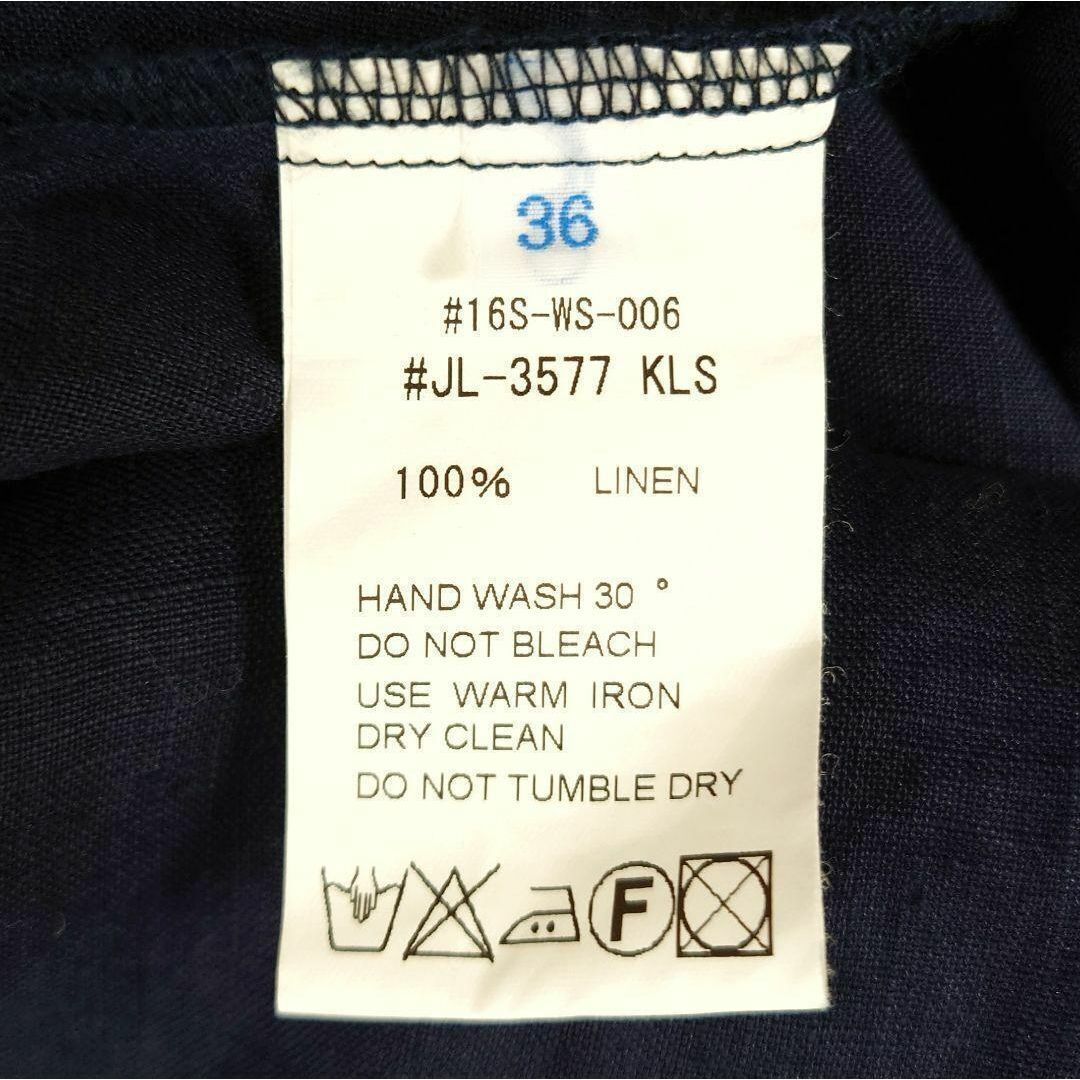 36
#16S-WS-006
#JL-3577 KLS
100% LINEN
HAND WASH 30 °
DO NOT BLEACH
USE WARM IRON
DRY CLEAN
DO NOT TUMBLE DRY
F